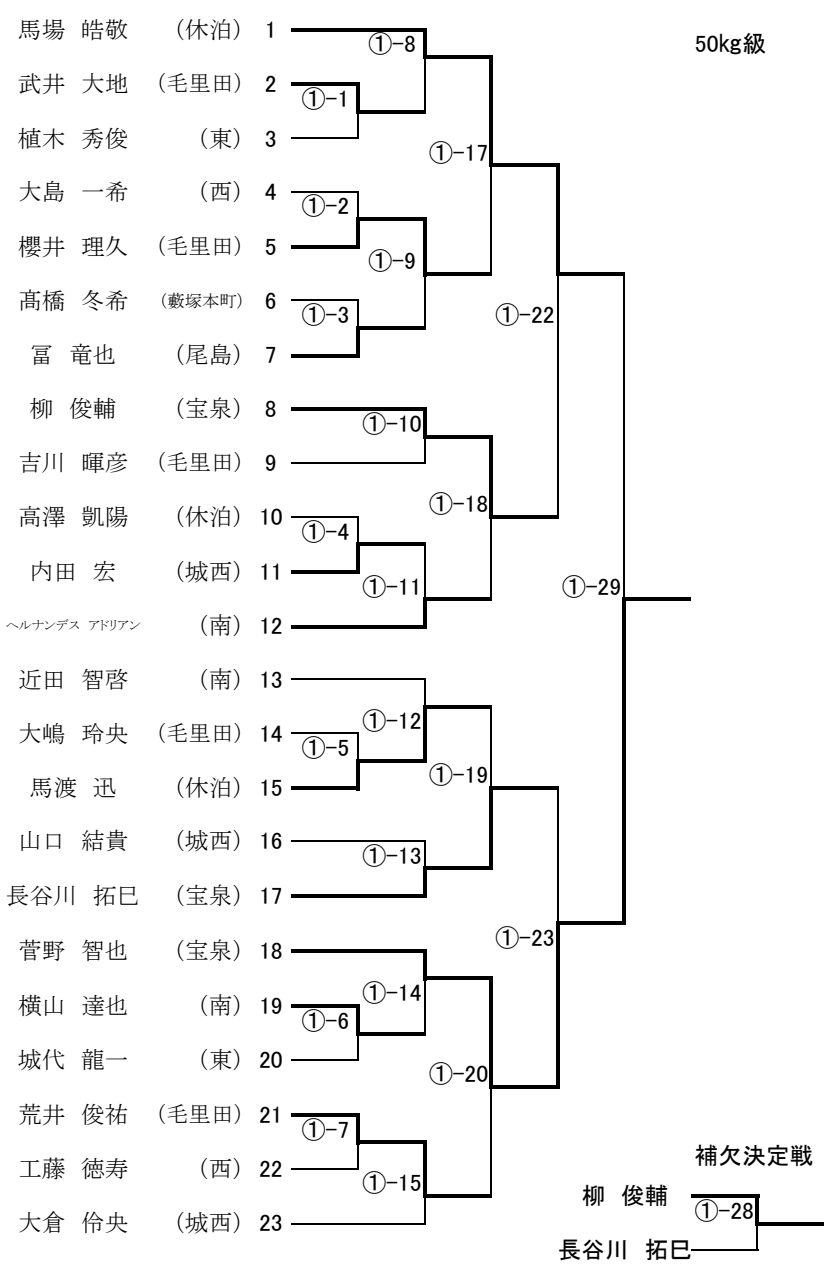 50kg級
馬場 皓敬 (休泊) 1
①-8
武井 大地 (毛里田) 2
①-1
植木 秀俊 (東) 3
①-17
大島 一希 (西) 4
①-2
櫻井 理久 (毛里田) 5
①-9
髙橋 冬希 (藪塚本町) 6
①-3
①-22
冨 竜也 (尾島) 7
柳 俊輔 (宝泉) 8
①-10
吉川 暉彦 (毛里田) 9
①-18
高澤 凱陽 (休泊) 10
①-4
内田 宏 (城西) 11
①-11
①-29
ヘルナンデス アドリアン (南) 12
近田 智啓 (南) 13
①-12
大嶋 玲央 (毛里田) 14
①-5
①-19
馬渡 迅 (休泊) 15
山口 結貴 (城西) 16
①-13
長谷川 拓巳 (宝泉) 17
①-23
菅野 智也 (宝泉) 18
①-14
横山 達也 (南) 19
①-6
城代 龍一 (東) 20
①-20
荒井 俊祐 (毛里田) 21
①-7
工藤 徳寿 (西) 22
①-15
大倉 伶央 (城西) 23
補欠決定戦
柳 俊輔
①-28
長谷川 拓巳